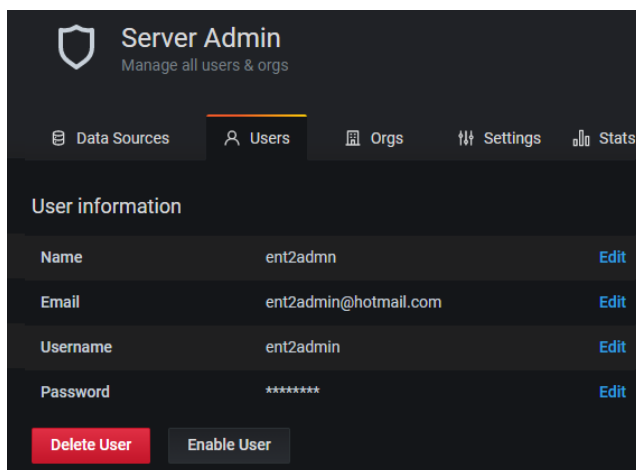 Server Admin
Manage all users & orgs
Data Sources Users Orgs Settings Stats
User information
Name ent2admn Edit
Email ent2admin@hotmail.com Edit
Username ent2admin Edit
Password ******** Edit
Delete User Enable User